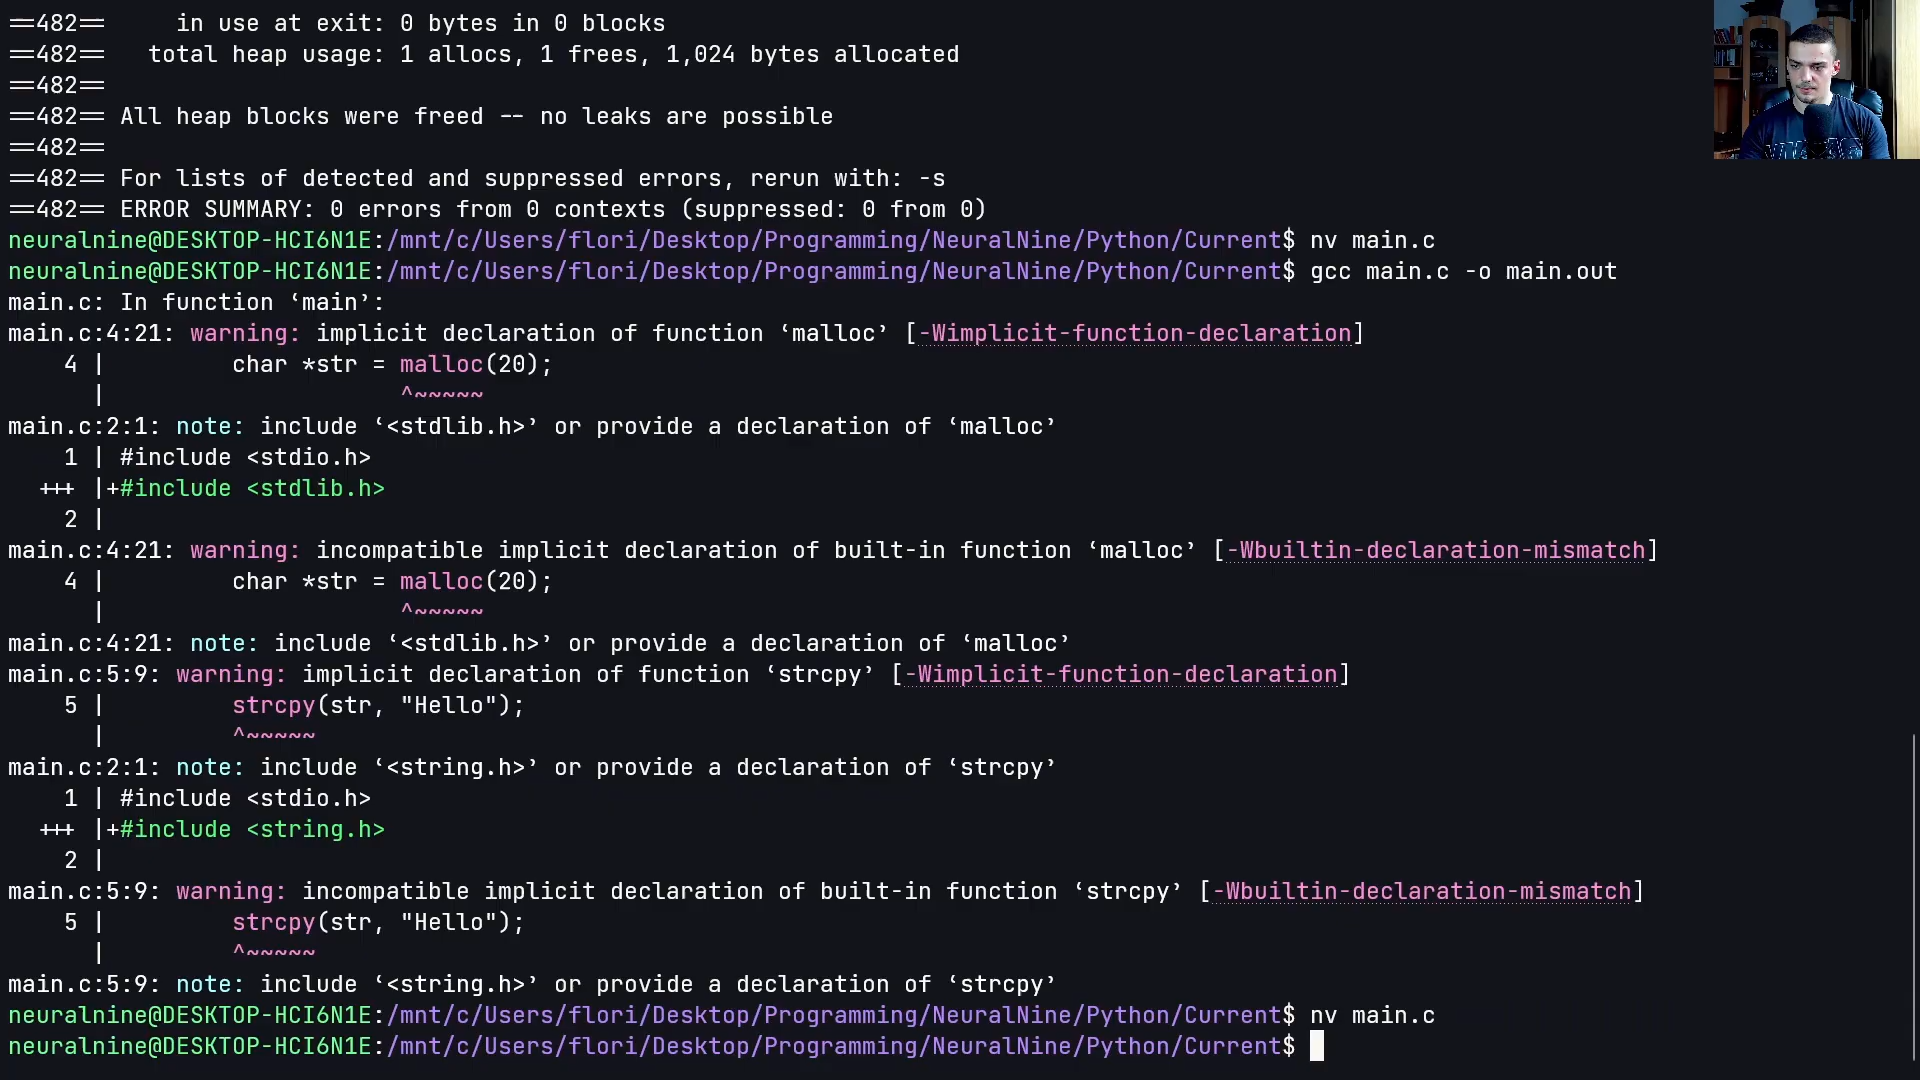 ==482==     in use at exit: 0 bytes in 0 blocks
==482==   total heap usage: 1 allocs, 1 frees, 1,024 bytes allocated
==482==
==482== All heap blocks were freed -- no leaks are possible
==482==
==482== For lists of detected and suppressed errors, rerun with: -s
==482== ERROR SUMMARY: 0 errors from 0 contexts (suppressed: 0 from 0)
neuralnine@DESKTOP-HCI6N1E:/mnt/c/Users/flori/Desktop/Programming/NeuralNine/Python/Current$ nv main.c
neuralnine@DESKTOP-HCI6N1E:/mnt/c/Users/flori/Desktop/Programming/NeuralNine/Python/Current$ gcc main.c -o main.out
main.c: In function ‘main’:
main.c:4:21: warning: implicit declaration of function ‘malloc’ [-Wimplicit-function-declaration]
    4 |         char *str = malloc(20);
      |                     ^~~~~~
main.c:2:1: note: include ‘<stdlib.h>’ or provide a declaration of ‘malloc’
    1 | #include <stdio.h>
  +++ |+#include <stdlib.h>
    2 |
main.c:4:21: warning: incompatible implicit declaration of built-in function ‘malloc’ [-Wbuiltin-declaration-mismatch]
    4 |         char *str = malloc(20);
      |                     ^~~~~~
main.c:4:21: note: include ‘<stdlib.h>’ or provide a declaration of ‘malloc’
main.c:5:9: warning: implicit declaration of function ‘strcpy’ [-Wimplicit-function-declaration]
    5 |         strcpy(str, "Hello");
      |         ^~~~~~
main.c:2:1: note: include ‘<string.h>’ or provide a declaration of ‘strcpy’
    1 | #include <stdio.h>
  +++ |+#include <string.h>
    2 |
main.c:5:9: warning: incompatible implicit declaration of built-in function ‘strcpy’ [-Wbuiltin-declaration-mismatch]
    5 |         strcpy(str, "Hello");
      |         ^~~~~~
main.c:5:9: note: include ‘<string.h>’ or provide a declaration of ‘strcpy’
neuralnine@DESKTOP-HCI6N1E:/mnt/c/Users/flori/Desktop/Programming/NeuralNine/Python/Current$ nv main.c
neuralnine@DESKTOP-HCI6N1E:/mnt/c/Users/flori/Desktop/Programming/NeuralNine/Python/Current$